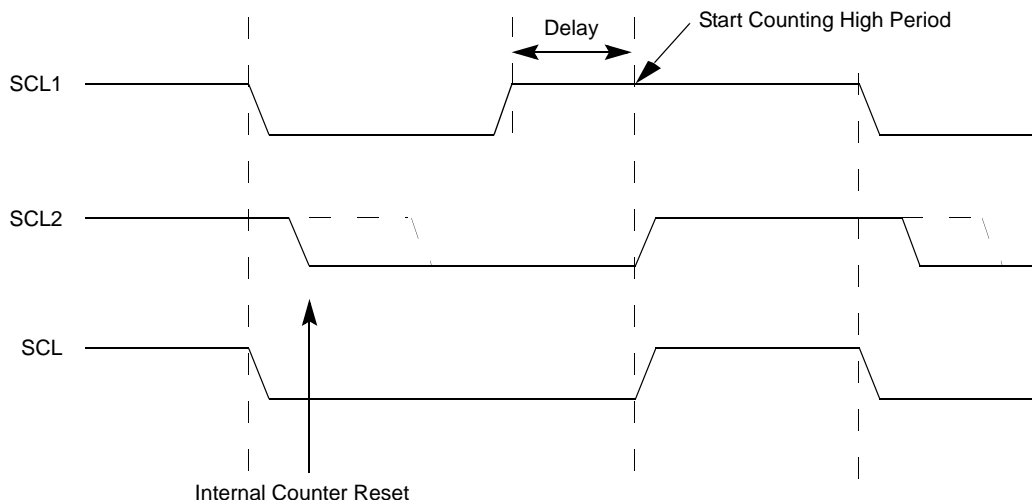 Start Counting High Period
Delay
SCL1
SCL2
SCL
Internal Counter Reset